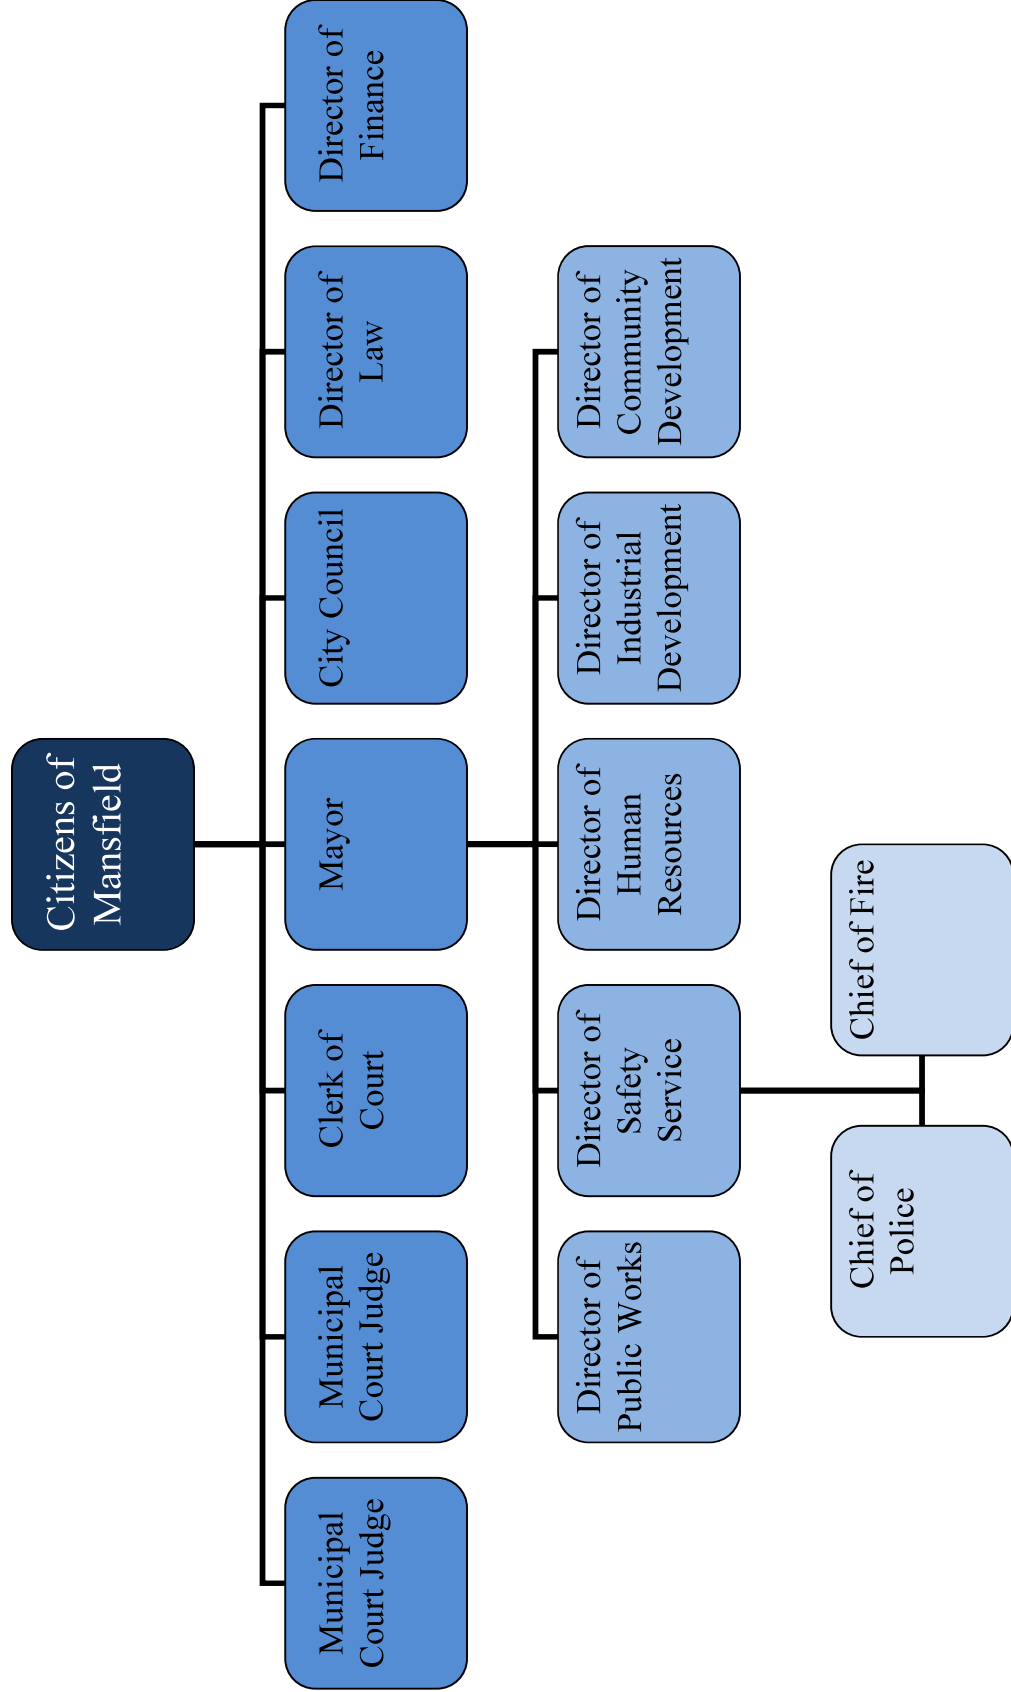 Citizens of
Mansfield
Municipal
Court Judge
Municipal
Court Judge
Clerk of
Court
Mayor
City Council
Director of
Law
Director of
Finance
Director of
Public Works
Director of
Safety
Service
Director of
Human
Resources
Director of
Industrial
Development
Director of
Community
Development
Chief of
Police
Chief of Fire